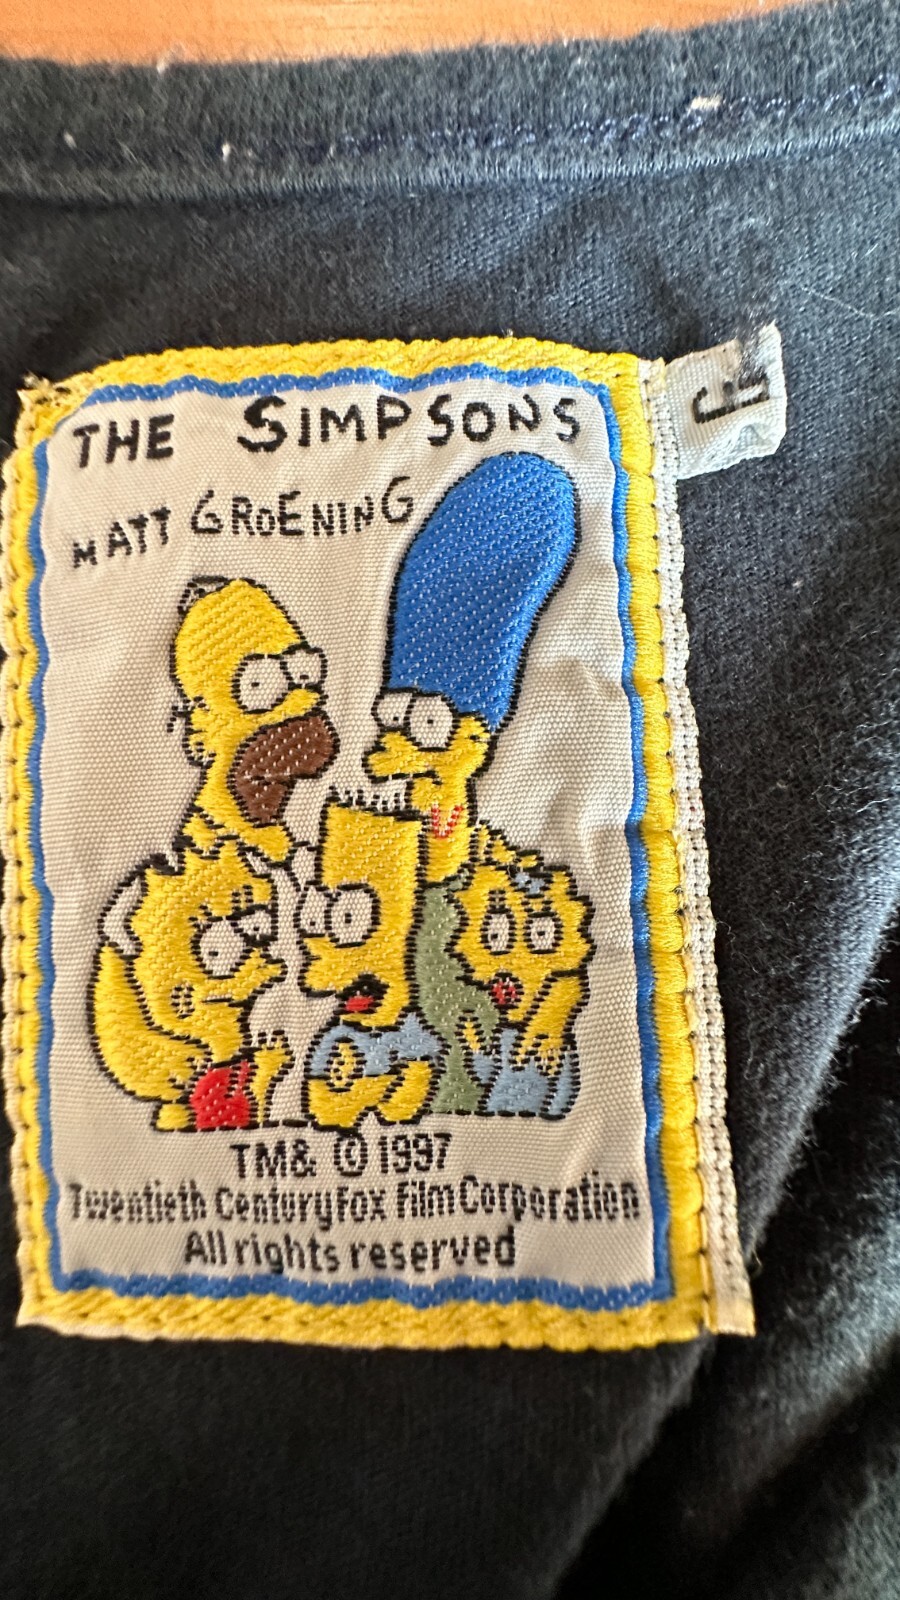 THE SIMPSONS
MATT GROENING
TM& © 1997
Twentieth Century Fox Film Corporation
All rights reserved